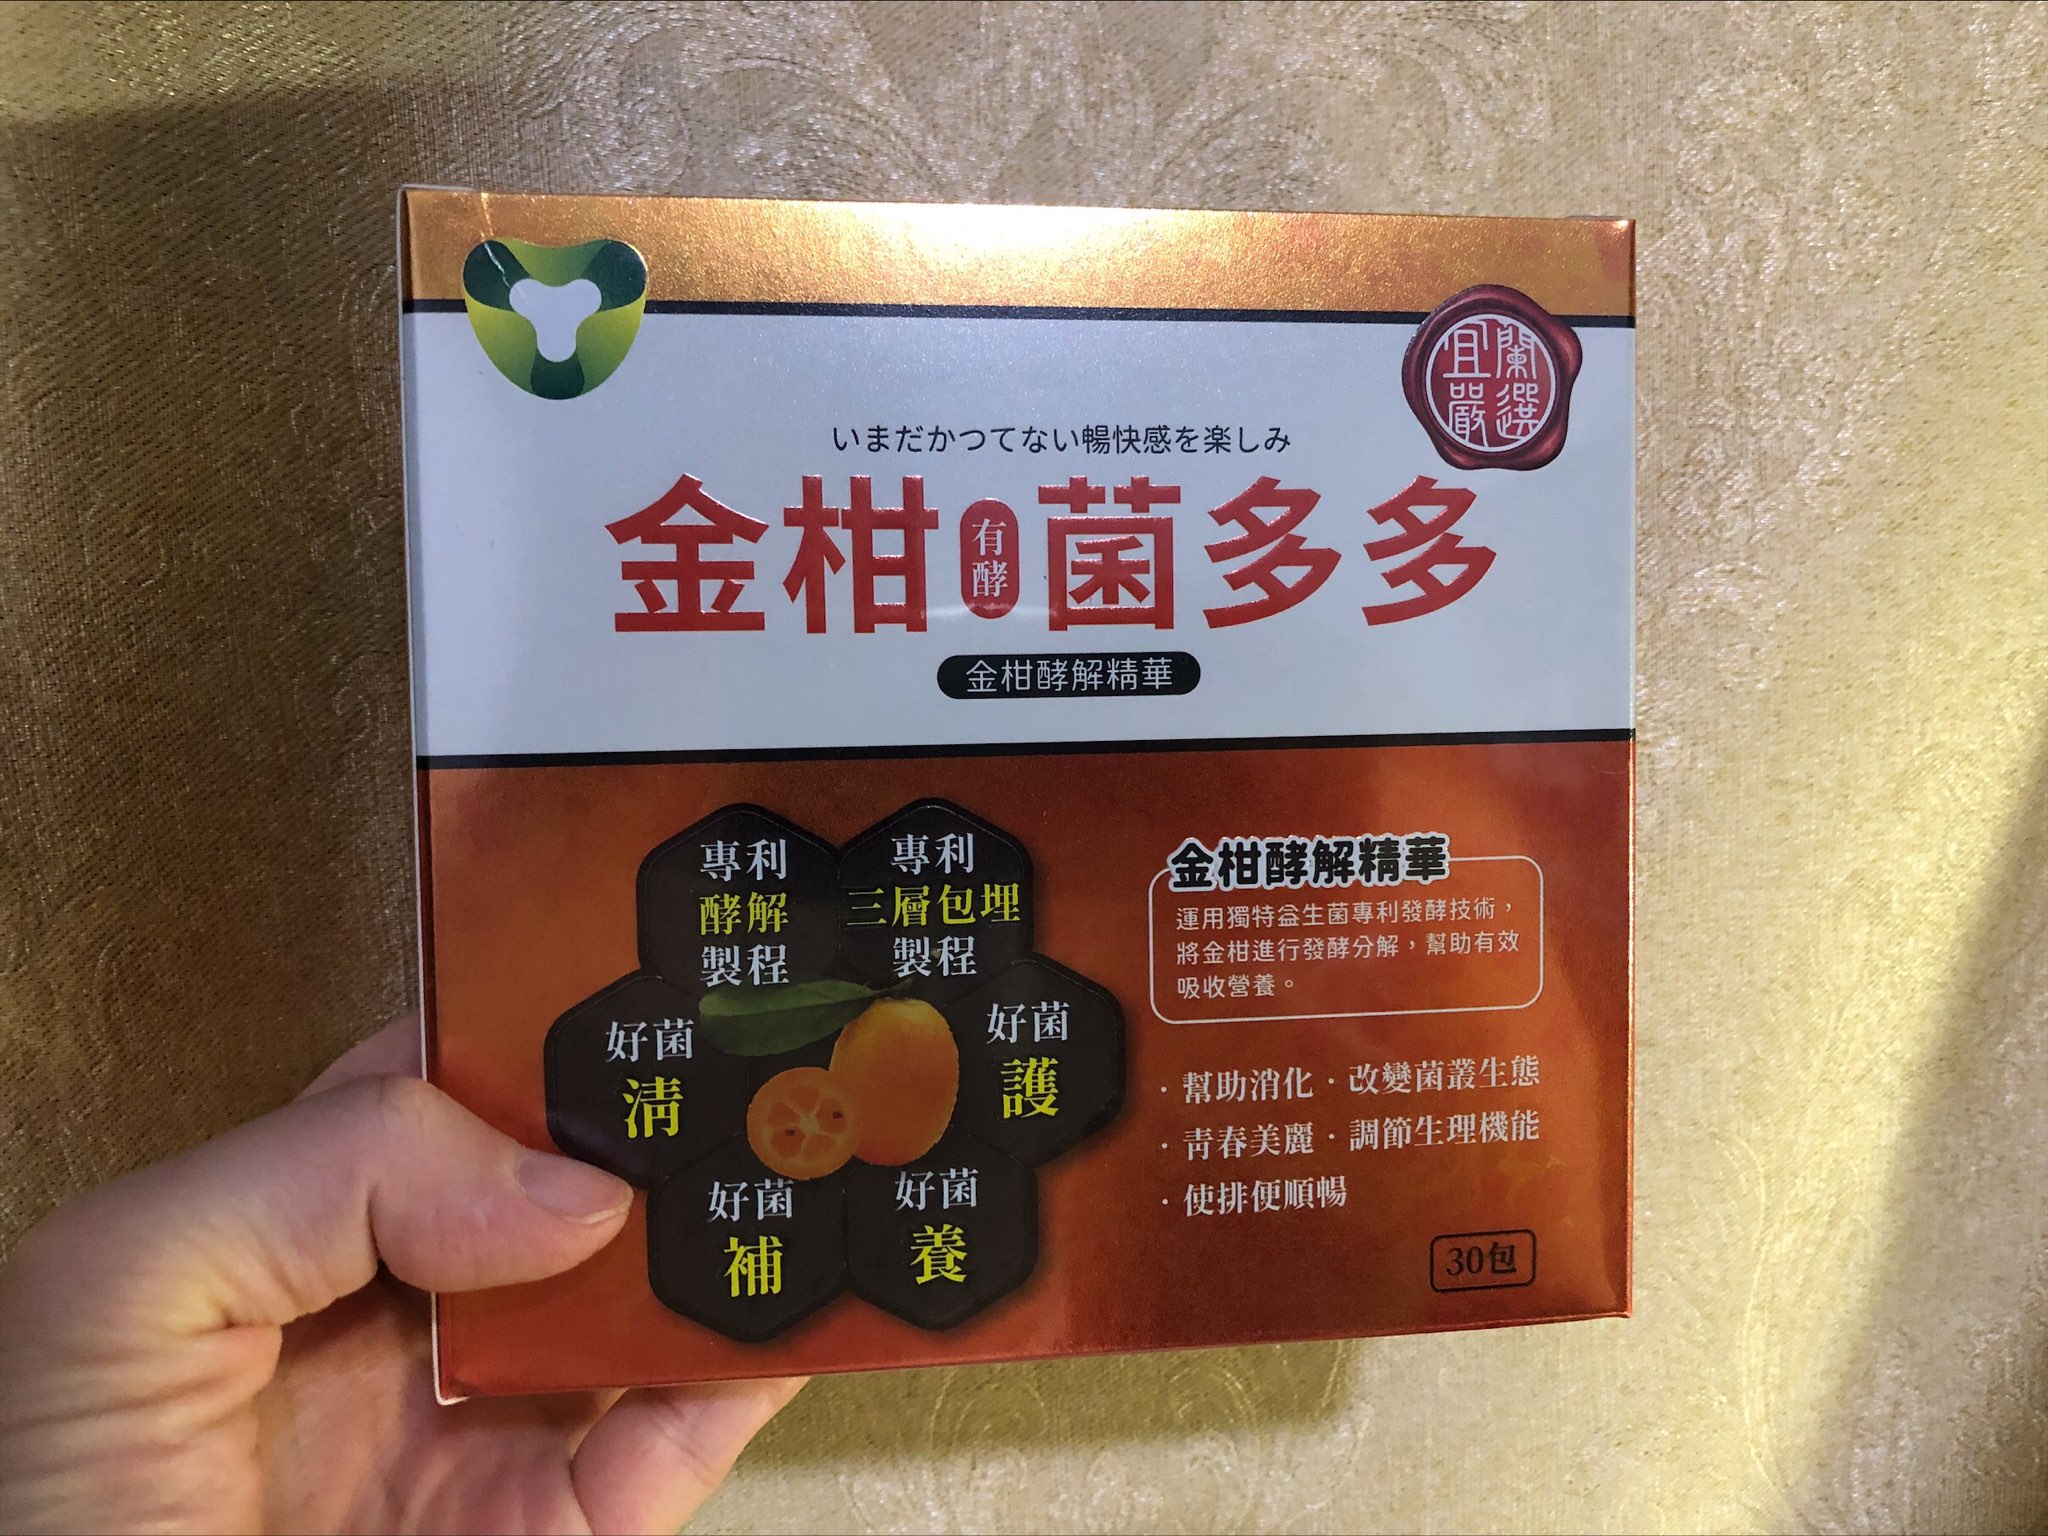 宜蘭
嚴選
いまだかつてない暢快感を楽しみ
金柑有酵菌多多
金柑酵解精華
專利
酵解
製程
專利
三層包埋
製程
好菌
清
好菌
護
好菌
補
好菌
養
金柑酵解精華
運用獨特益生菌專利發酵技術，
將金柑進行發酵分解，幫助有效
吸收營養。
·幫助消化·改變菌叢生態
·青春美麗·調節生理機能
·使排便順暢
30包